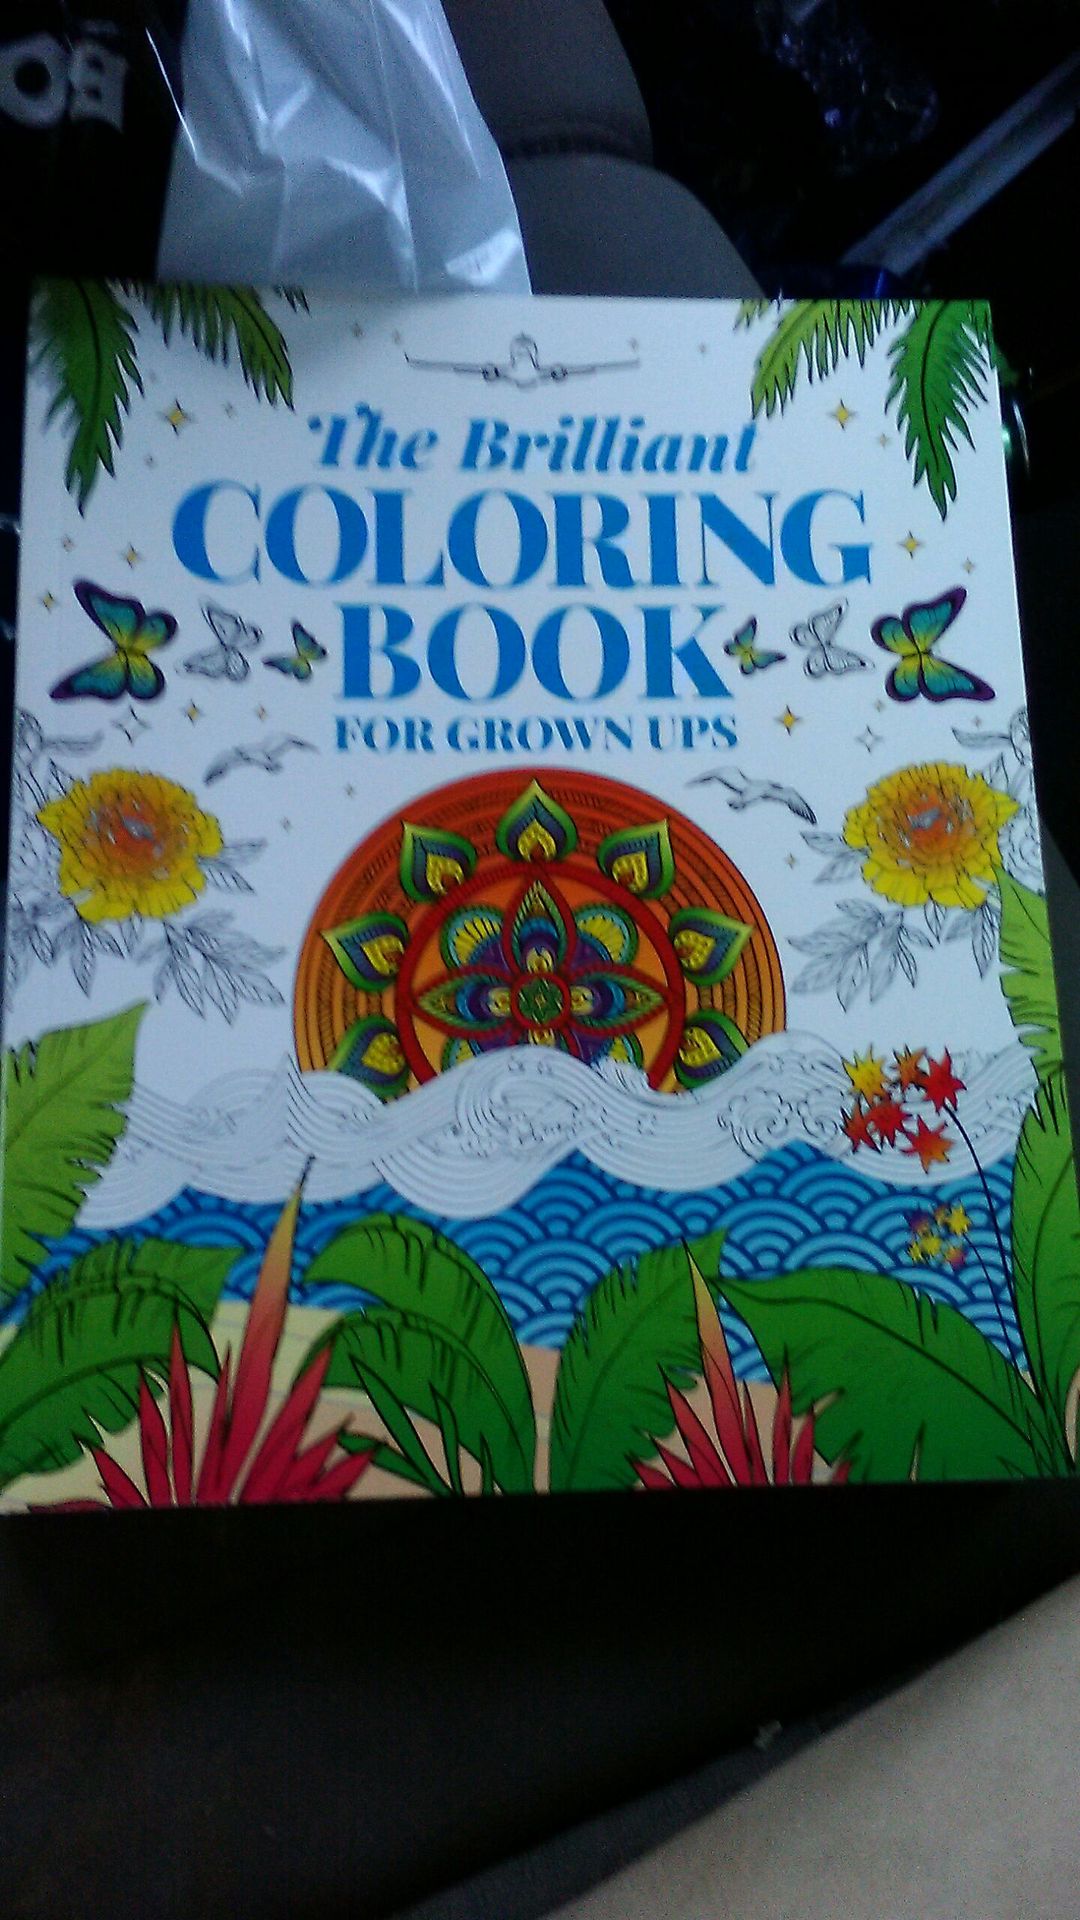 The Brilliant
COLORING
BOOK
FOR GROWN UPS